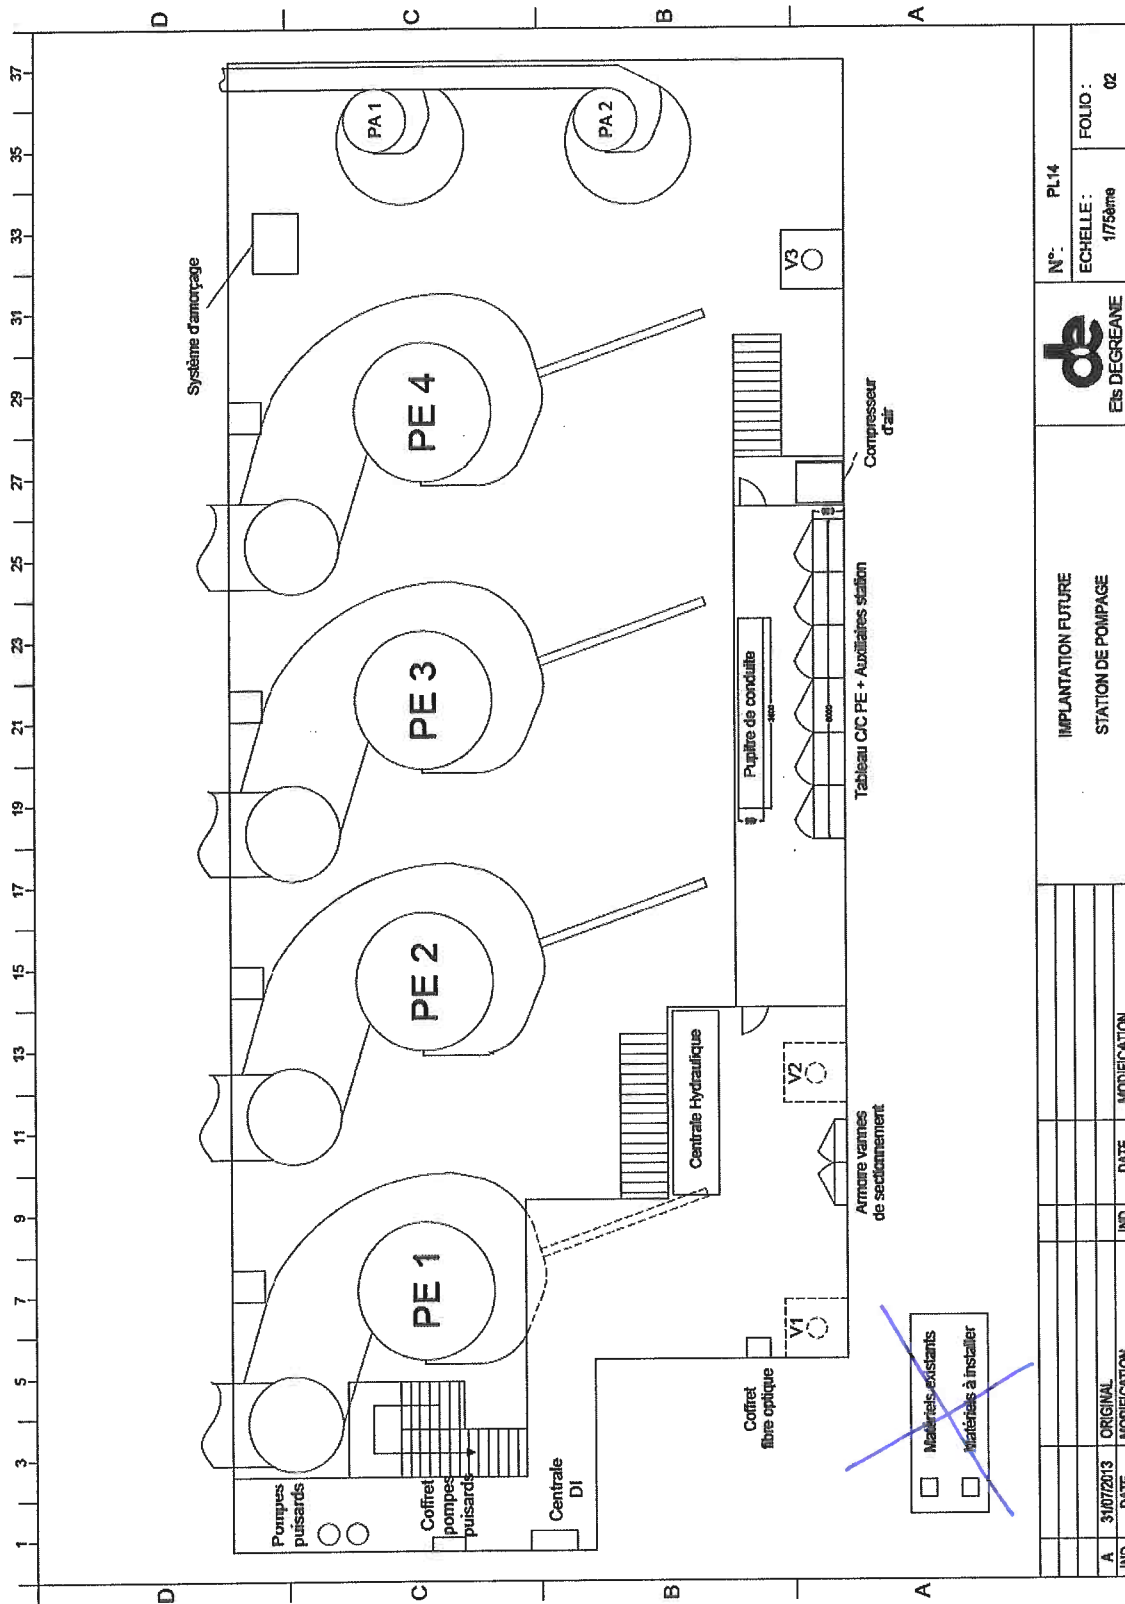 D
C
B
A
37
35
33
31
29
27
25
23
21
19
17
15
13
11
9
7
5
3
1
Système d'amorçage
PA 1
PA 2
V3
PE 4
PE 3
PE 2
PE 1
Compresseur
d'air
Pupitre de conduite
Tableau C/C PE + Auxiliaires station
Centrale Hydraulique
V2
Armoire vannes
de sectionnement
V1
Coffret
fibre optique
Pompes
puisards
Coffret
pompes
puisards
Centrale
DI
Matériels existants
Matériels à installer
D
C
B
A
N°: PL14
ECHELLE :
1/75ème
FOLIO :
02
de
Ets DEGREANE
IMPLANTATION FUTURE
STATION DE POMPAGE
A 31/07/2013 ORIGINAL
IND DATE MODIFICATION
IND DATE MODIFICATION